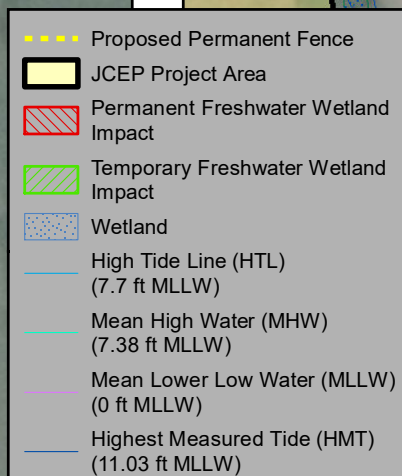 Proposed Permanent Fence
JCEP Project Area
Permanent Freshwater Wetland
Impact
Temporary Freshwater Wetland
Impact
Wetland
High Tide Line (HTL)
(7.7 ft MLLW)
Mean High Water (MHW)
(7.38 ft MLLW)
Mean Lower Low Water (MLLW)
(0 ft MLLW)
Highest Measured Tide (HMT)
(11.03 ft MLLW)